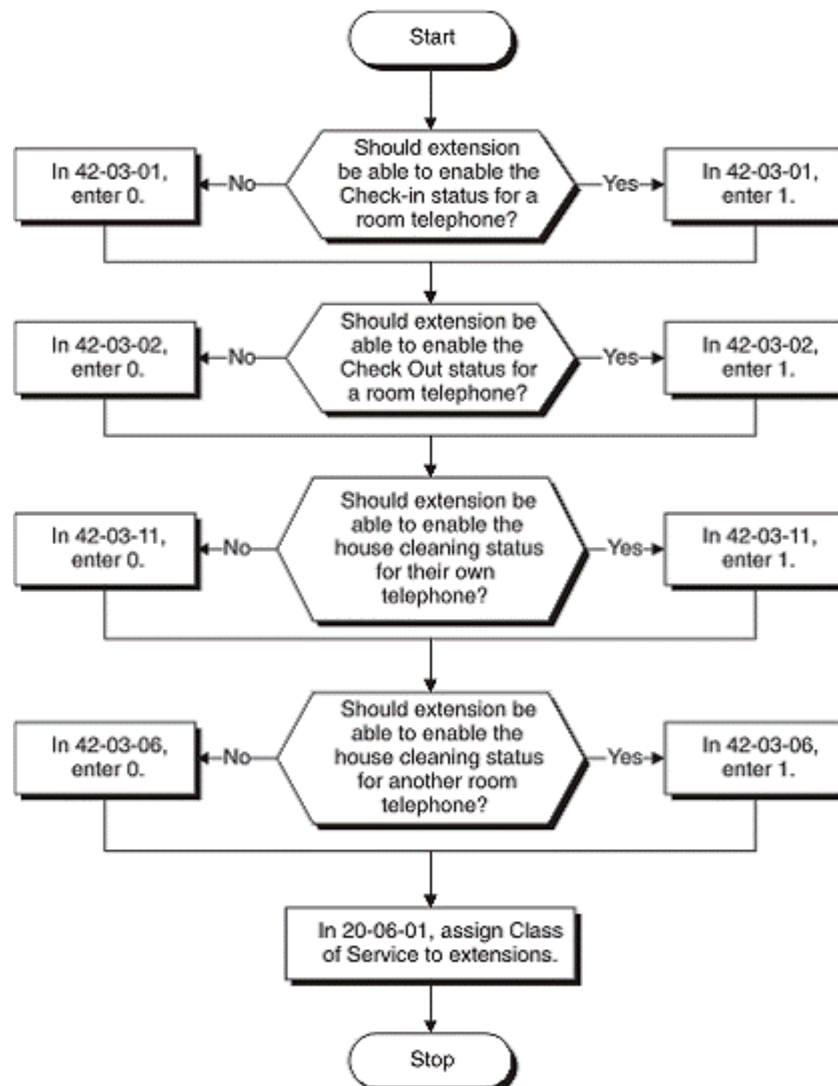 Start
Should extension
be able to enable the
Check-in status for a
room telephone?
No
Yes
In 42-03-01,
enter 0.
In 42-03-01,
enter 1.
Should extension be
able to enable the
Check Out status for
a room telephone?
No
Yes
In 42-03-02,
enter 0.
In 42-03-02,
enter 1.
Should extension be
able to enable the
house cleaning status
for their own
telephone?
No
Yes
In 42-03-11,
enter 0.
In 42-03-11,
enter 1.
Should extension be
able to enable the
house cleaning status
for another room
telephone?
No
Yes
In 42-03-06,
enter 0.
In 42-03-06,
enter 1.
In 20-06-01, assign Class
of Service to extensions.
Stop